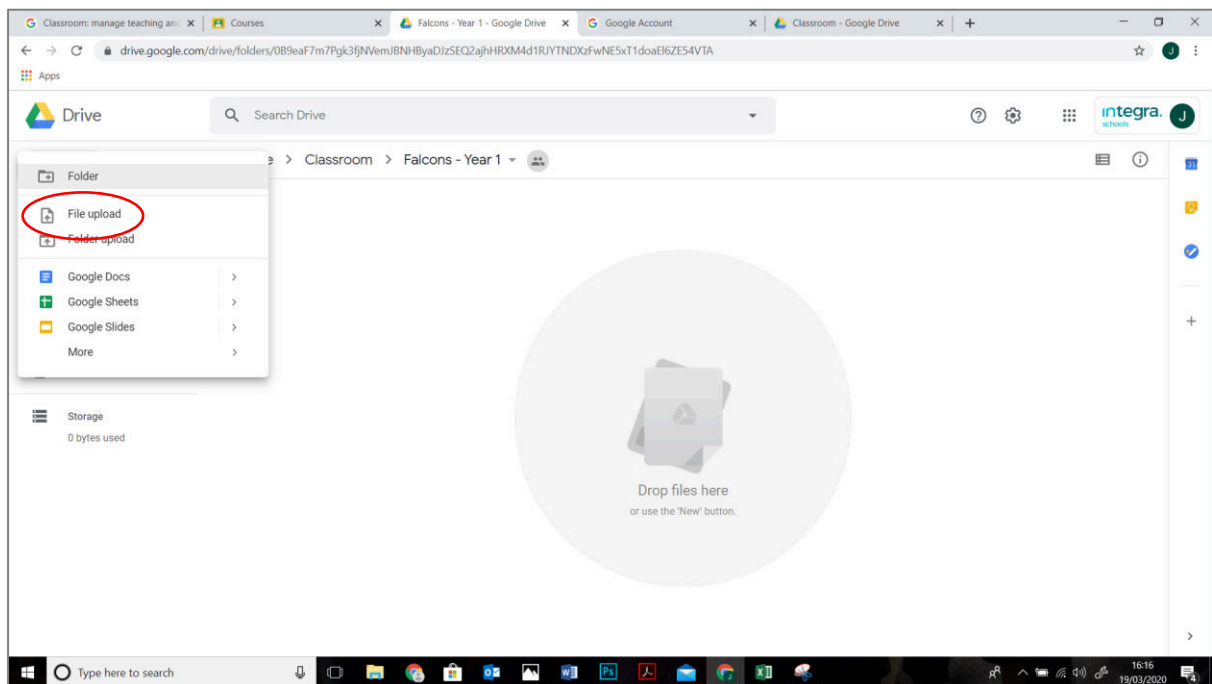 Classroom: manage teaching and
Courses
Falcons - Year 1 - Google Drive
Google Account
Classroom - Google Drive
drive.google.com/drive/folders/
Apps
Drive
Search Drive
integra.
schools
J
Classroom > Falcons - Year 1
Folder
File upload
Folder upload
Google Docs
Google Sheets
Google Slides
More
Storage
0 bytes used
Drop files here
or use the 'New' button.
Type here to search
16:16
19/03/2020